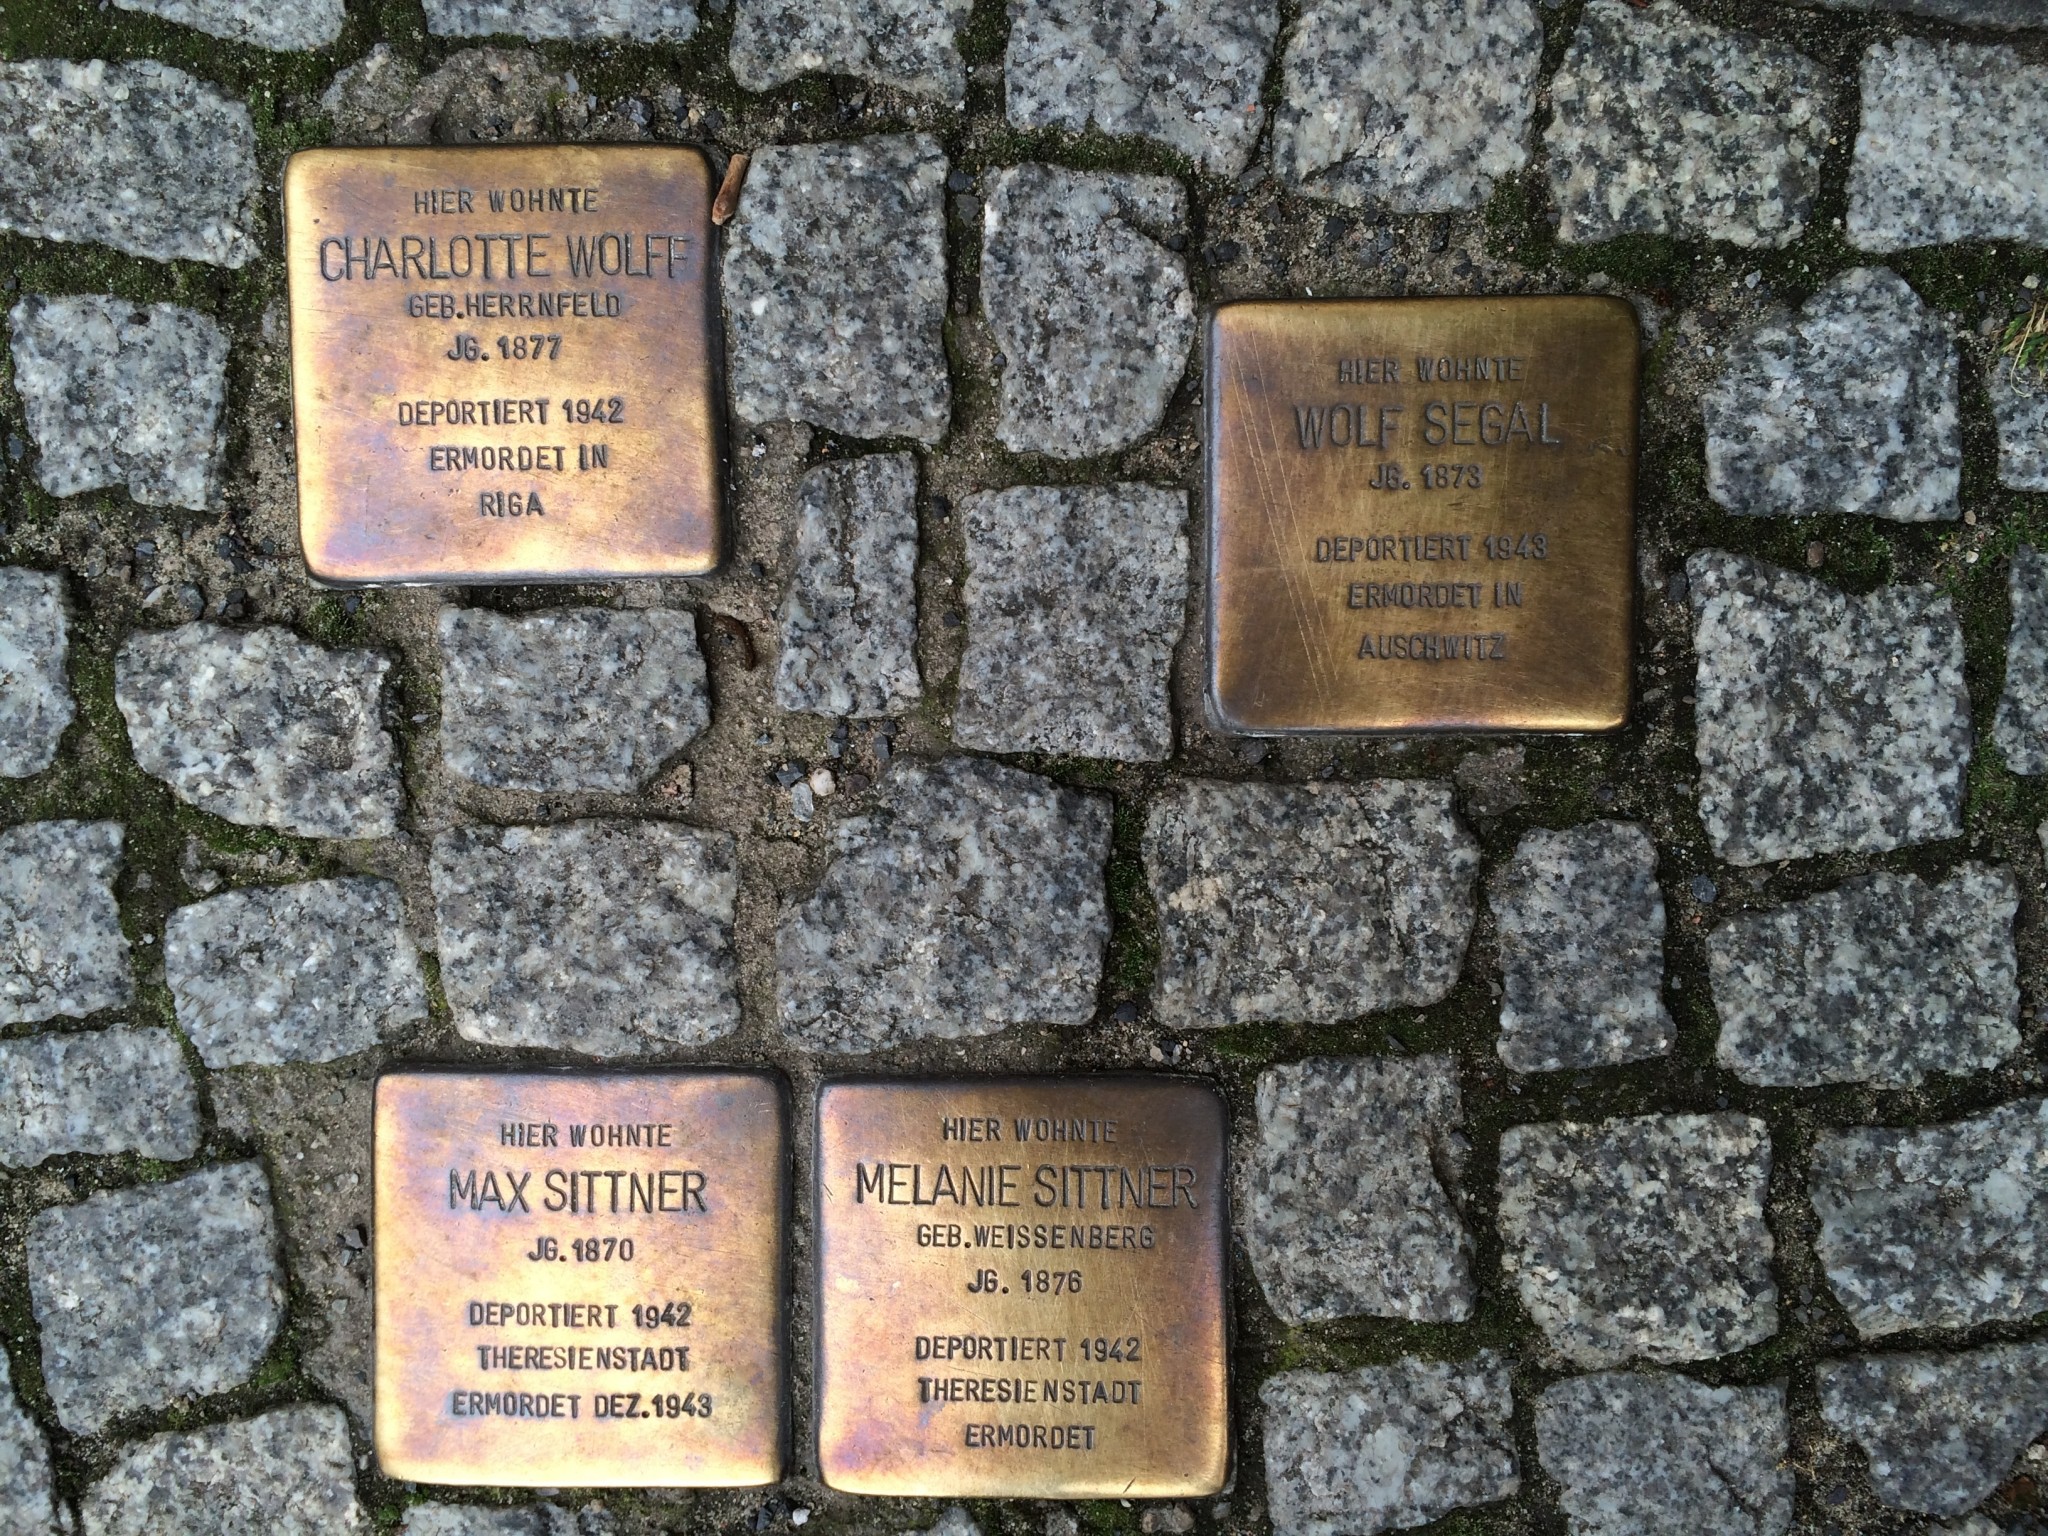 HIER WOHNTE
CHARLOTTE WOLFF
GEB.HERRNFELD
JG. 1877
DEPORTIERT 1942
ERMORDET IN
RIGA
HIER WOHNTE
WOLF SEGAL
JG. 1873
DEPORTIERT 1943
ERMORDET IN
AUSCHWITZ
HIER WOHNTE
MAX SITTNER
JG.1870
DEPORTIERT 1942
THERESIENSTADT
ERMORDET DEZ.1943
HIER WOHNTE
MELANIE SITTNER
GEB.WEISSENBERG
JG. 1876
DEPORTIERT 1942
THERESIENSTADT
ERMORDET